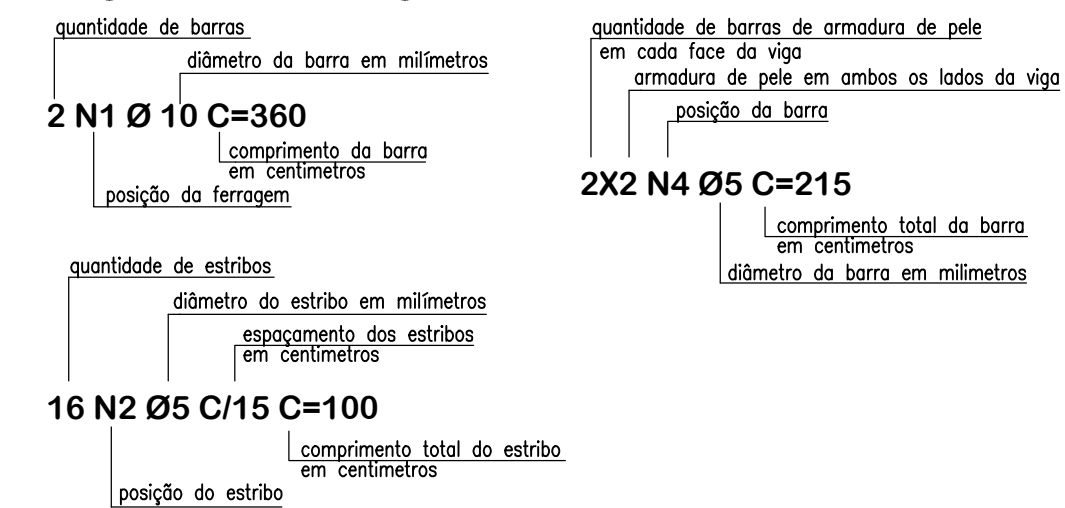 quantidade de barras
diâmetro da barra em milímetros
2 N1 Ø 10 C=360
comprimento da barra
em centimetros
posição da ferragem
quantidade de barras de armadura de pele
em cada face da viga
armadura de pele em ambos os lados da viga
posição da barra
2X2 N4 Ø5 C=215
comprimento total da barra
em centimetros
diâmetro da barra em milimetros
quantidade de estribos
diâmetro do estribo em milímetros
espaçamento dos estribos
em centimetros
16 N2 Ø5 C/15 C=100
comprimento total do estribo
em centimetros
posição do estribo